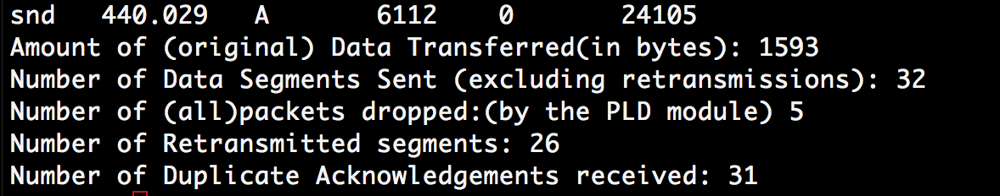 snd 440.029 A 6112 0 24105
Amount of (original) Data Transferred(in bytes): 1593
Number of Data Segments Sent (excluding retransmissions): 32
Number of (all)packets dropped:(by the PLD module) 5
Number of Retransmitted segments: 26
Number of Duplicate Acknowledgements received: 31